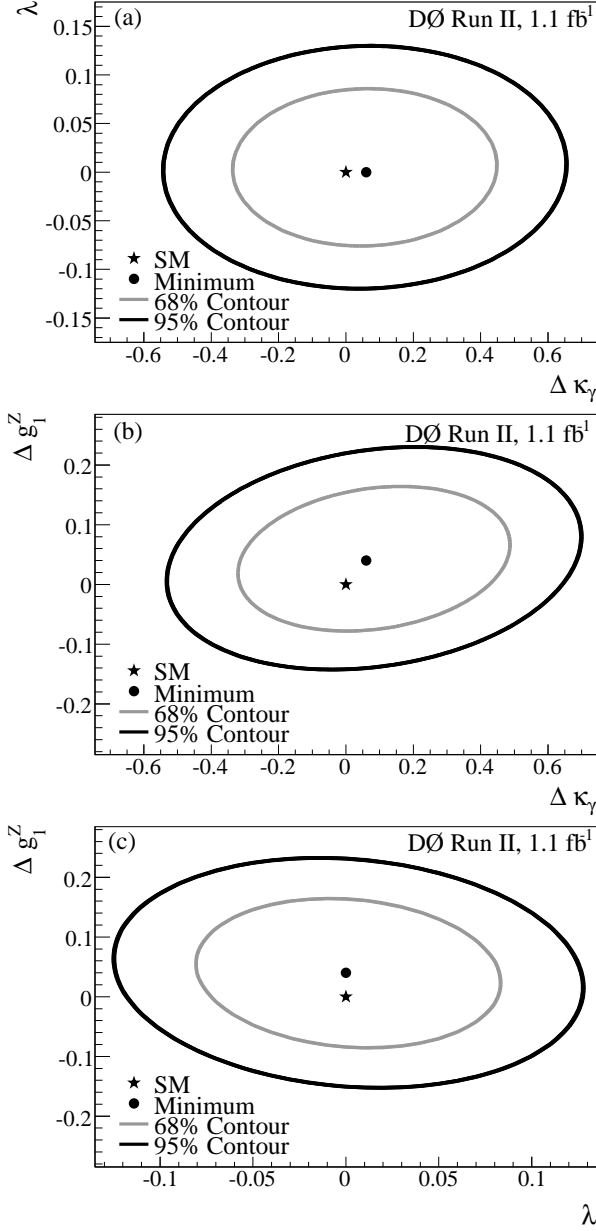 λ
(a)
DØ Run II, 1.1 fb⁻¹
0.15
0.1
0.05
0
-0.05
-0.1
-0.15
SM
Minimum
68% Contour
95% Contour
-0.6 -0.4 -0.2 0 0.2 0.4 0.6
Δ κγ
Δ g₁ᶻ
(b)
DØ Run II, 1.1 fb⁻¹
0.2
0.1
0
-0.1
-0.2
SM
Minimum
68% Contour
95% Contour
-0.6 -0.4 -0.2 0 0.2 0.4 0.6
Δ κγ
Δ g₁ᶻ
(c)
DØ Run II, 1.1 fb⁻¹
0.2
0.1
0
-0.1
-0.2
SM
Minimum
68% Contour
95% Contour
-0.1 -0.05 0 0.05 0.1
λ